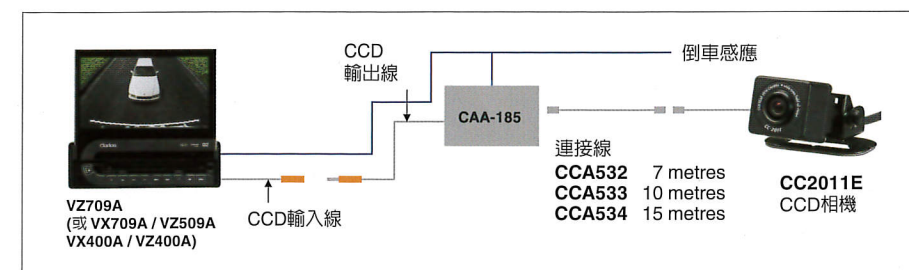 CCD
輸出線
倒車感應
CAA-185
Clarion
連接線
CCA532 7 metres
CCA533 10 metres
CCA534 15 metres
CC2011E
CCD相機
VZ709A
(或 VX709A / VZ509A
VX400A / VZ400A)
CCD輸入線